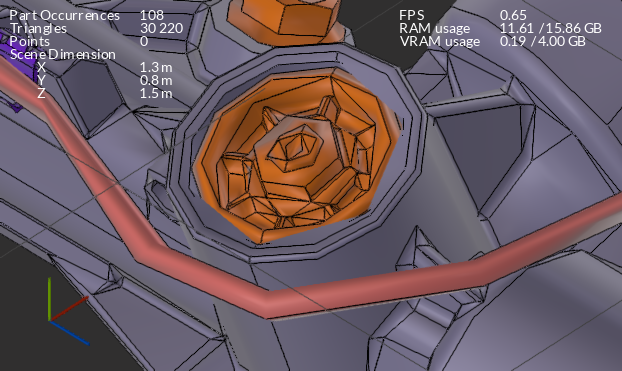 Part Occurrences 108
Triangles 30 220
Points 0
Scene Dimension
X 1.3 m
Y 0.8 m
Z 1.5 m
FPS 0.65
RAM usage 11.61 / 15.86 GB
VRAM usage 0.19 / 4.00 GB